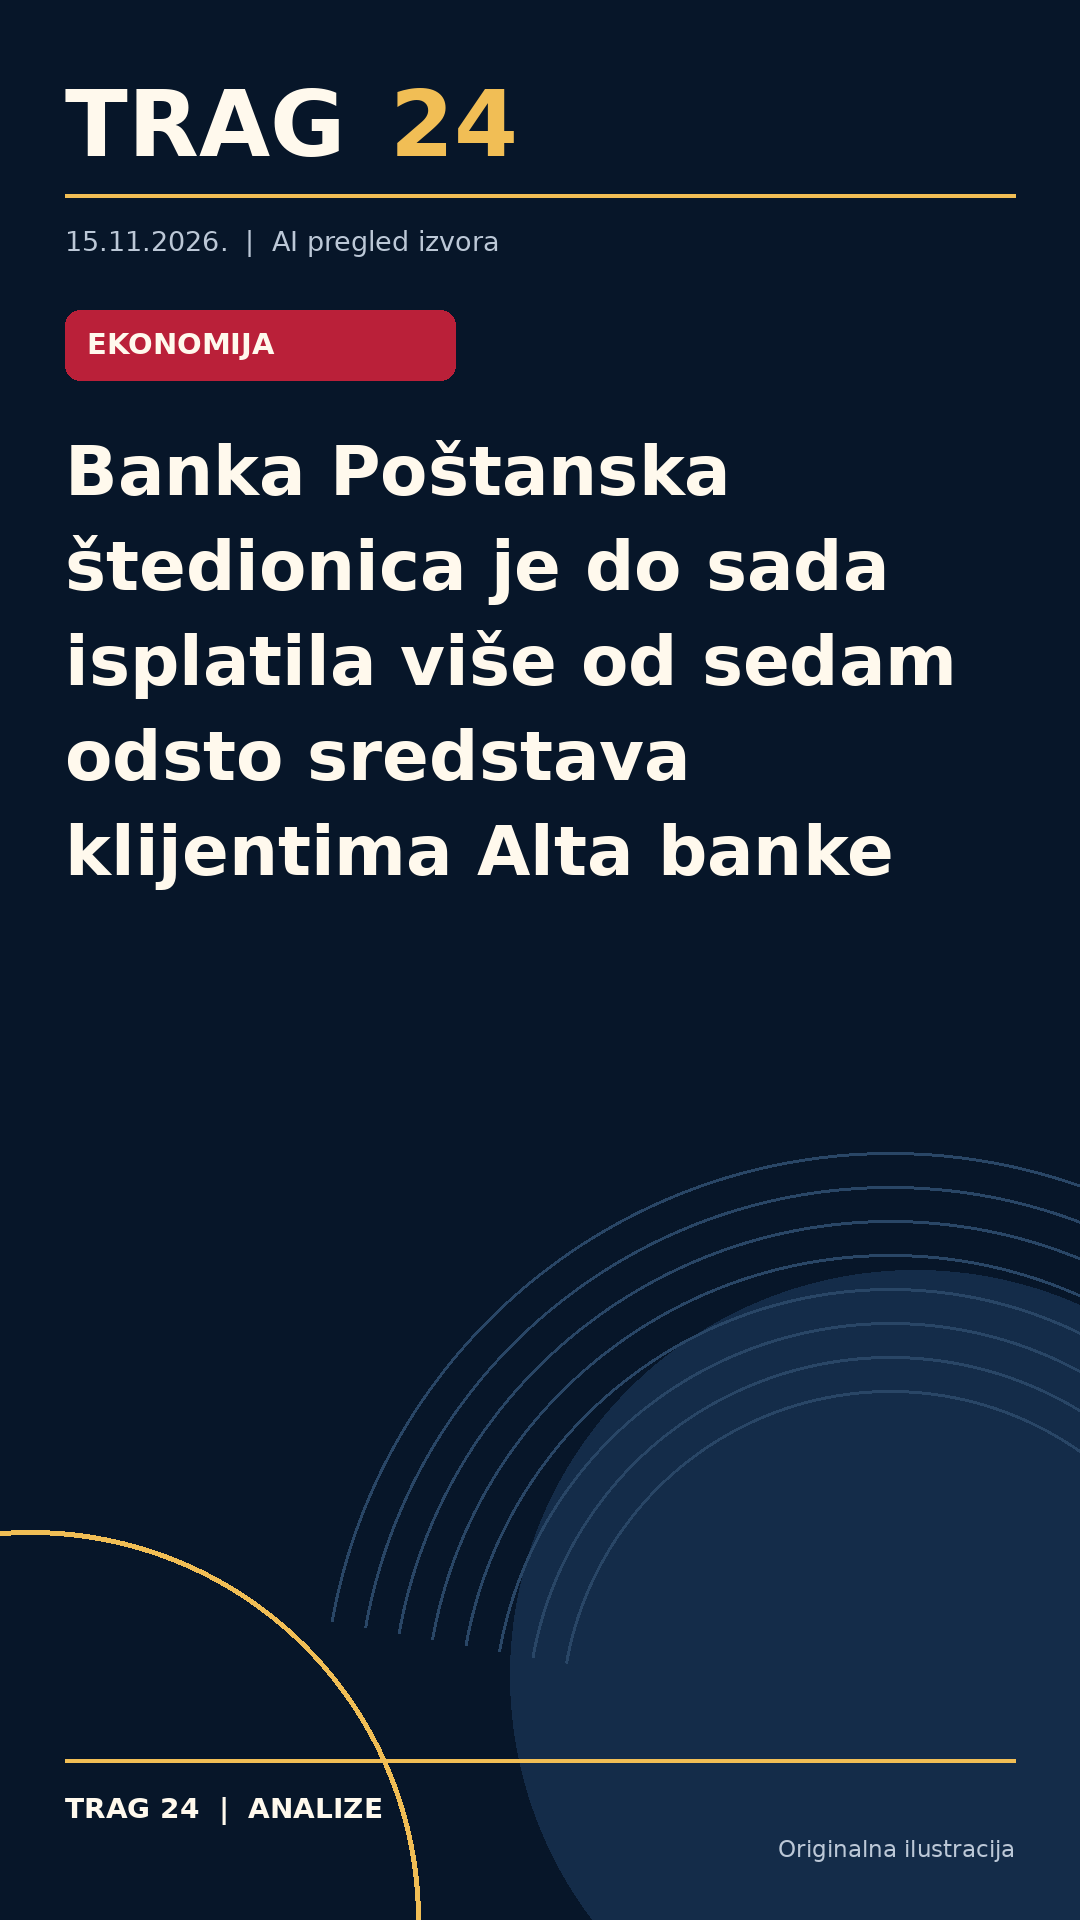 TRAG 24
15.11.2026. | AI pregled izvora
EKONOMIJA
Banka Poštanska
štedionica je do sada
isplatila više od sedam
odsto sredstava
klijentima Alta banke
TRAG 24 | ANALIZE
Originalna ilustracija